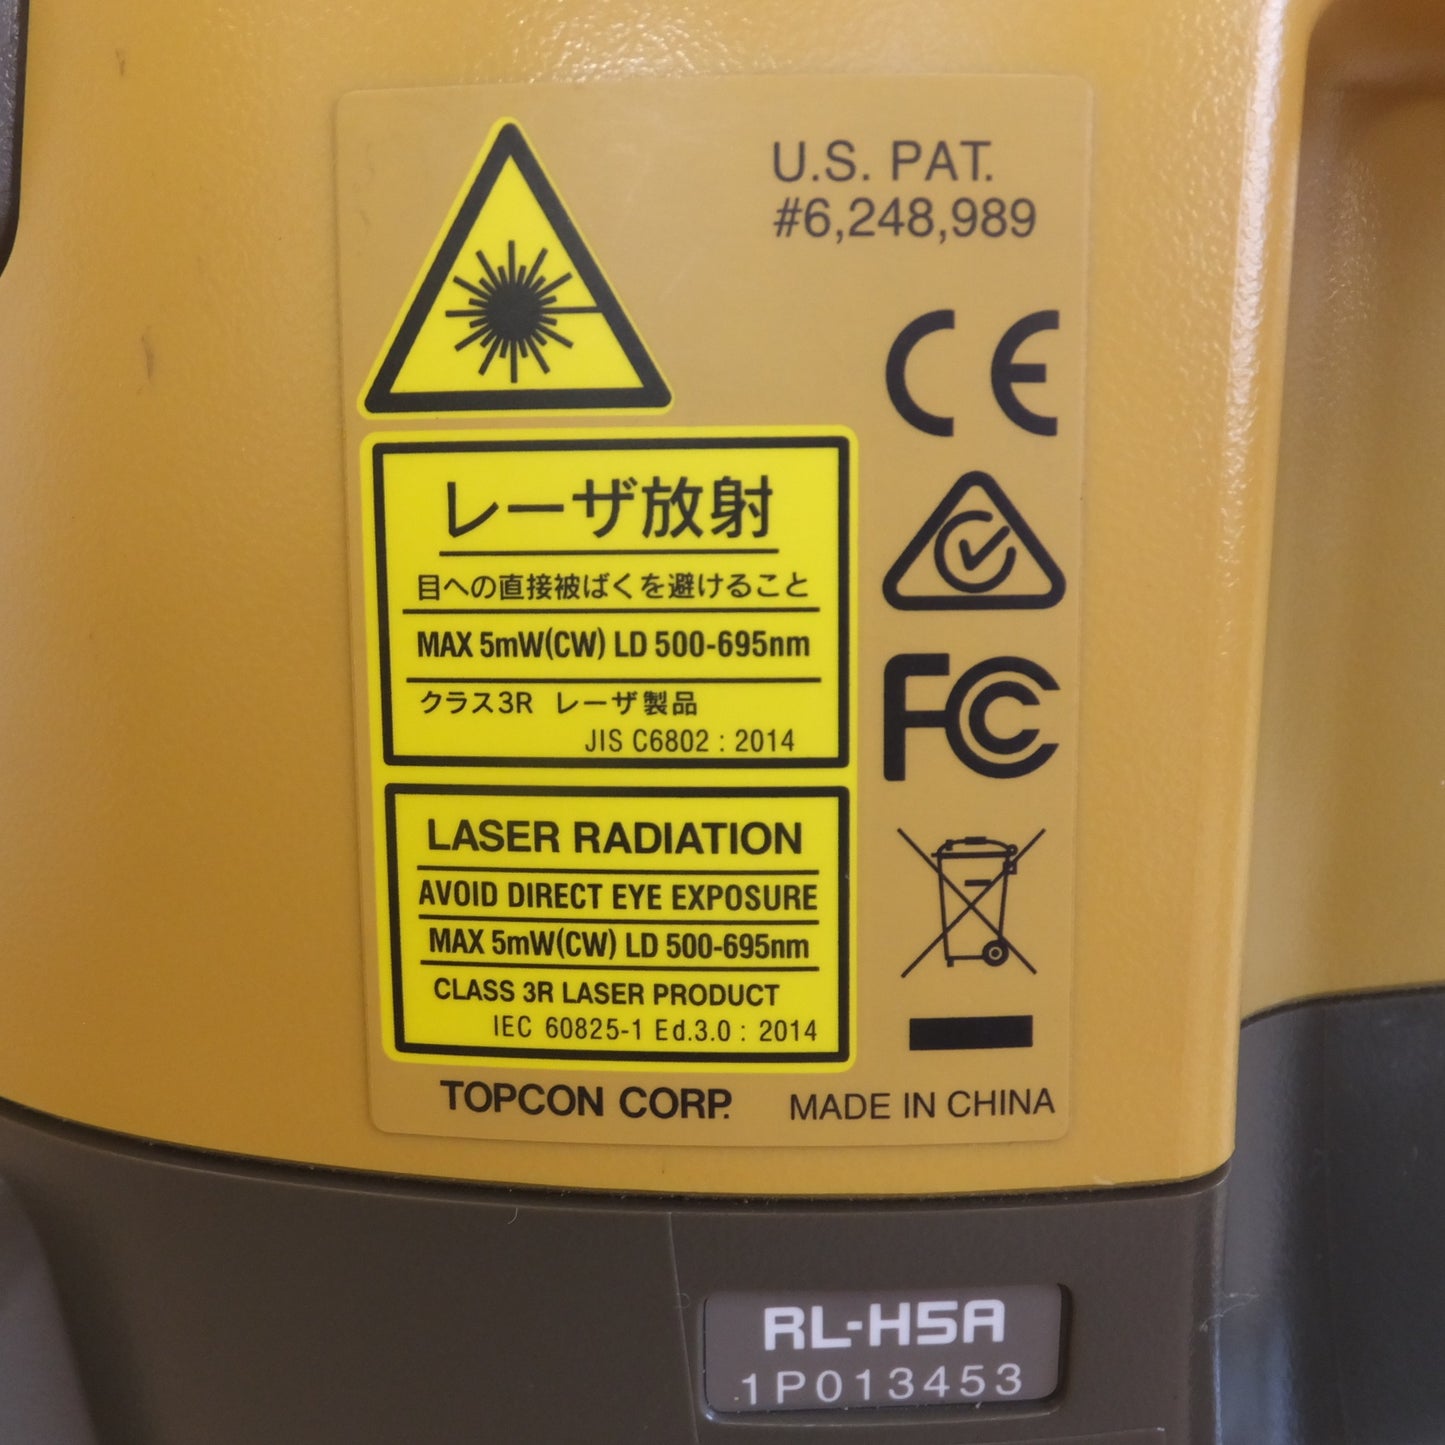 U.S. PAT.
#6,248,989
CE
レーザ放射
目への直接被ばくを避けること
MAX 5mW(CW) LD 500-695nm
クラス3R レーザ製品
JIS C6802 : 2014
FC
LASER RADIATION
AVOID DIRECT EYE EXPOSURE
MAX 5mW(CW) LD 500-695nm
CLASS 3R LASER PRODUCT
IEC 60825-1 Ed.3.0 : 2014
TOPCON CORP.
MADE IN CHINA
RL-H5A
1P013453